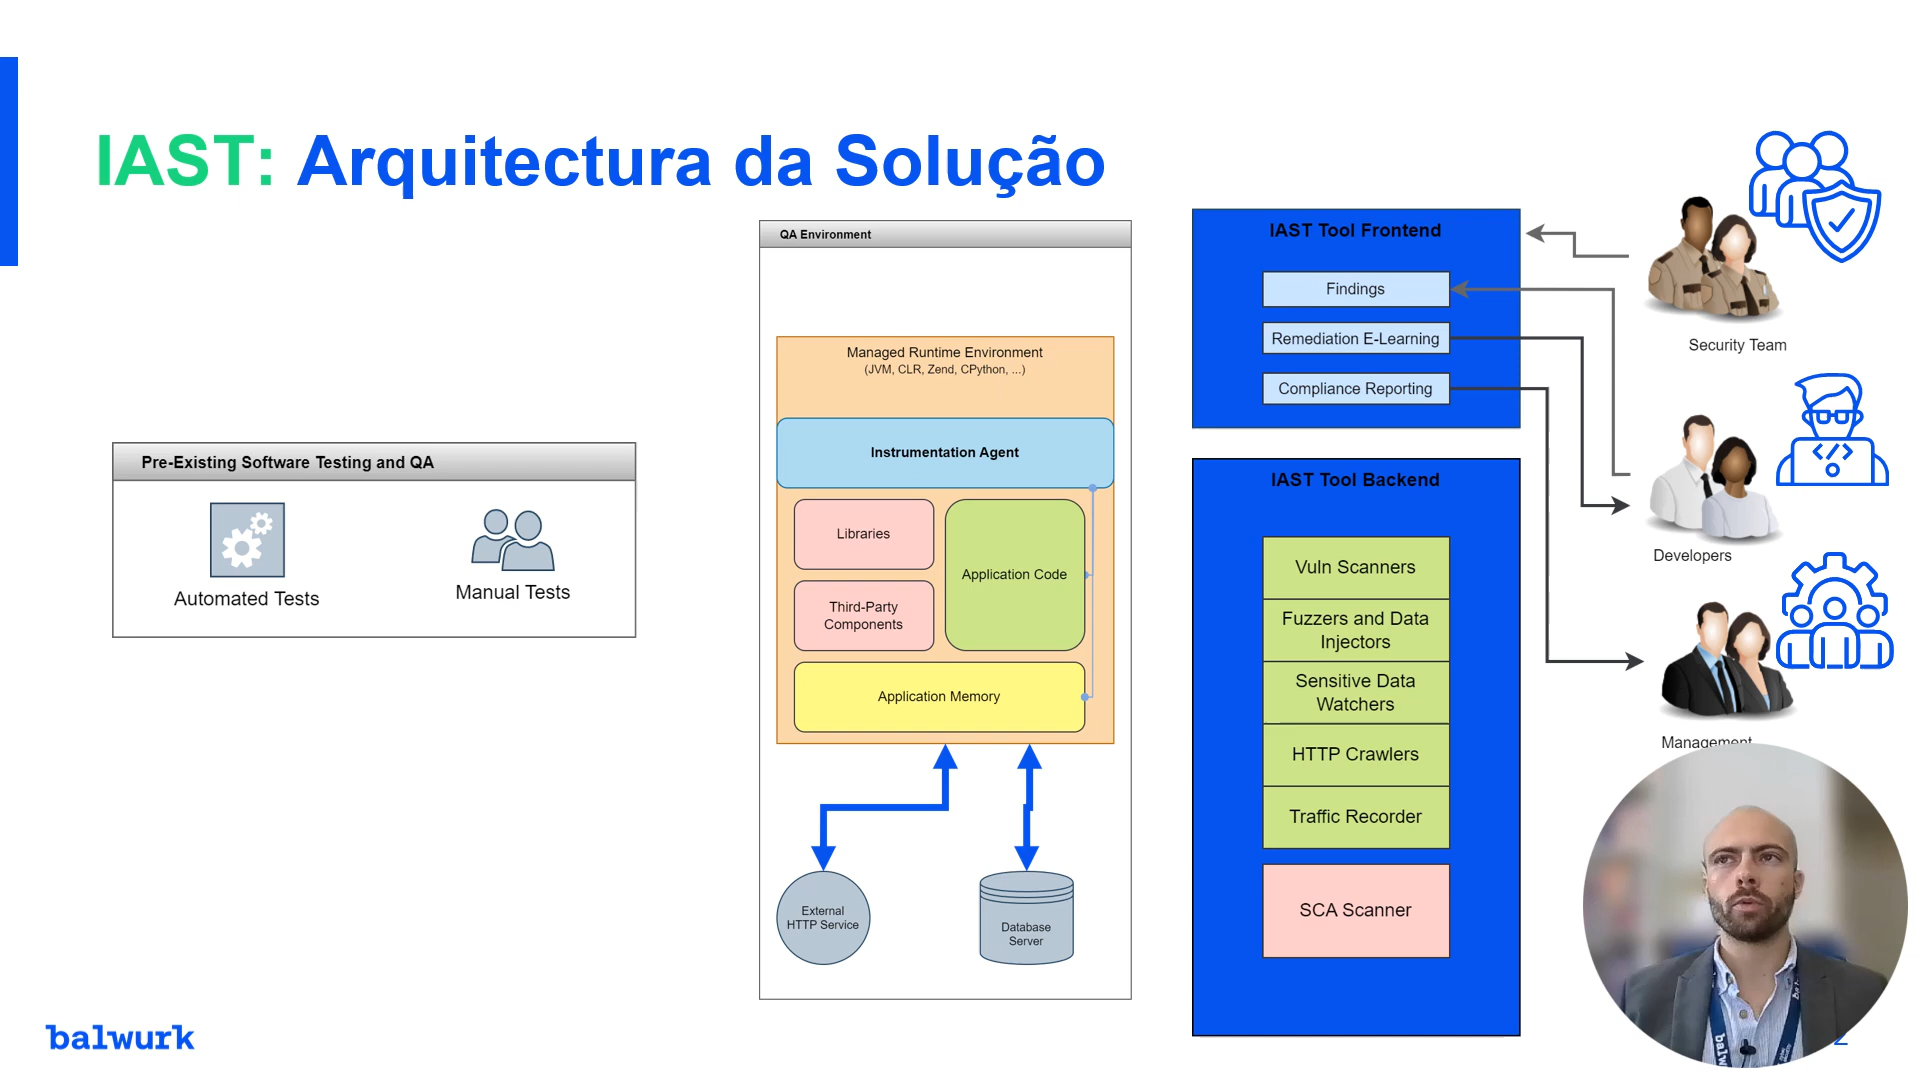 IAST: Arquitectura da Solução
Pre-Existing Software Testing and QA
Automated Tests
Manual Tests
QA Environment
Managed Runtime Environment
(JVM, CLR, Zend, CPython, ...)
Instrumentation Agent
Libraries
Application Code
Third-Party
Components
Application Memory
External
HTTP Service
Database
Server
IAST Tool Frontend
Findings
Remediation E-Learning
Compliance Reporting
IAST Tool Backend
Vuln Scanners
Fuzzers and Data
Injectors
Sensitive Data
Watchers
HTTP Crawlers
Traffic Recorder
SCA Scanner
Security Team
Developers
Management
balwurk